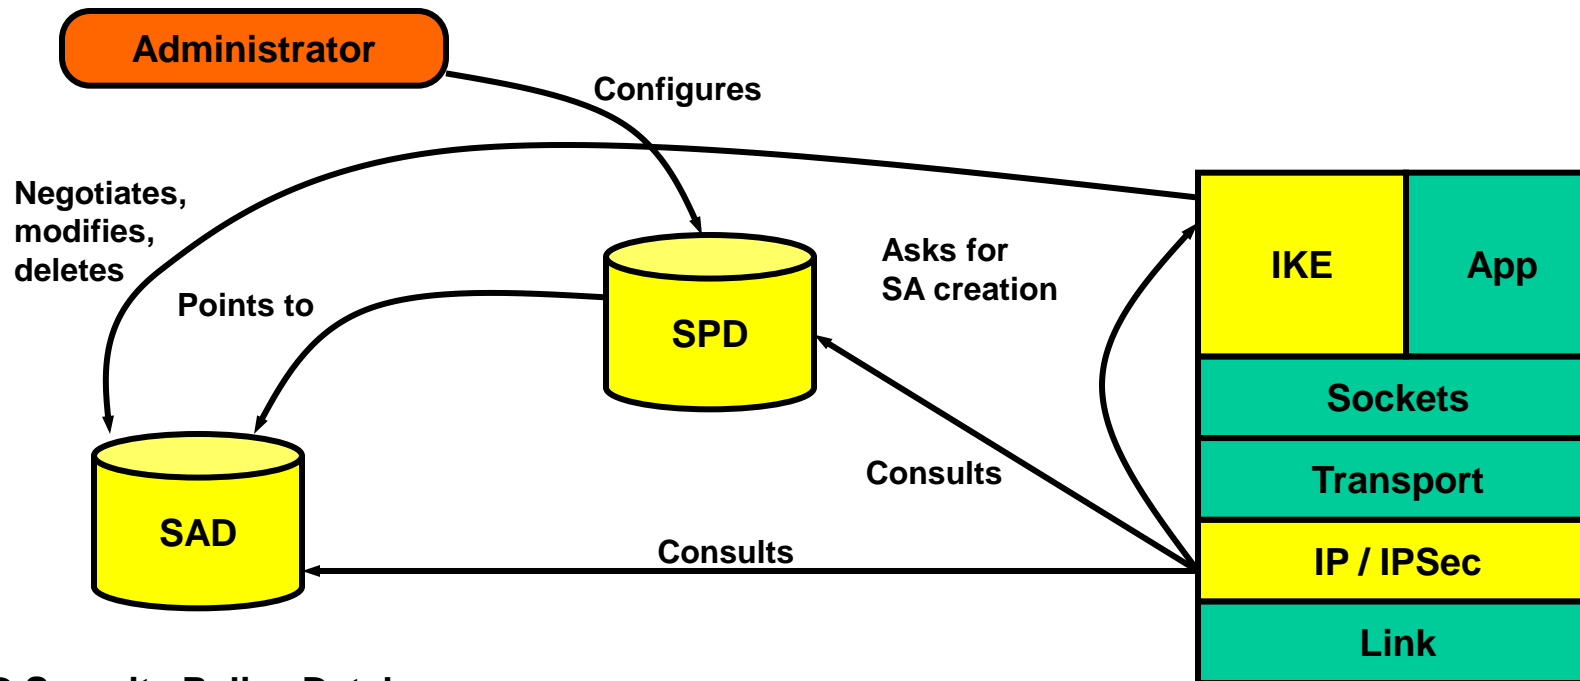 Administrator
Configures
Negotiates,
modifies,
deletes
Points to
SPD
Asks for
SA creation
IKE
App
Sockets
Consults
Transport
SAD
Consults
IP / IPSec
Link